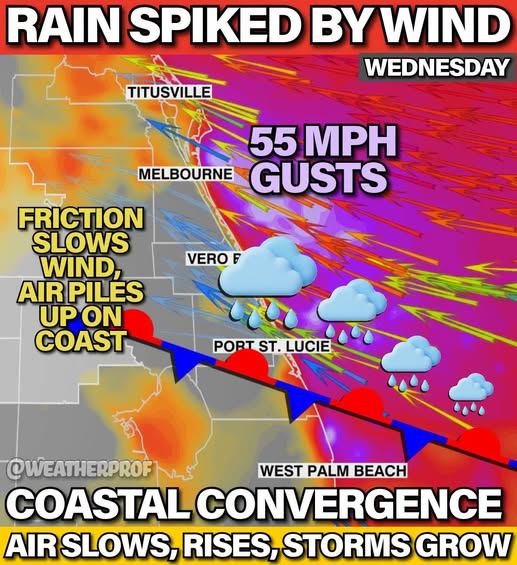 RAIN SPIKED BY WIND
WEDNESDAY
TITUSVILLE
55 MPH
GUSTS
MELBOURNE
FRICTION
SLOWS
WIND,
AIR PILES
UP ON
COAST
VERO
PORT ST. LUCIE
@WEATHERPROF
WEST PALM BEACH
COASTAL CONVERGENCE
AIR SLOWS, RISES, STORMS GROW